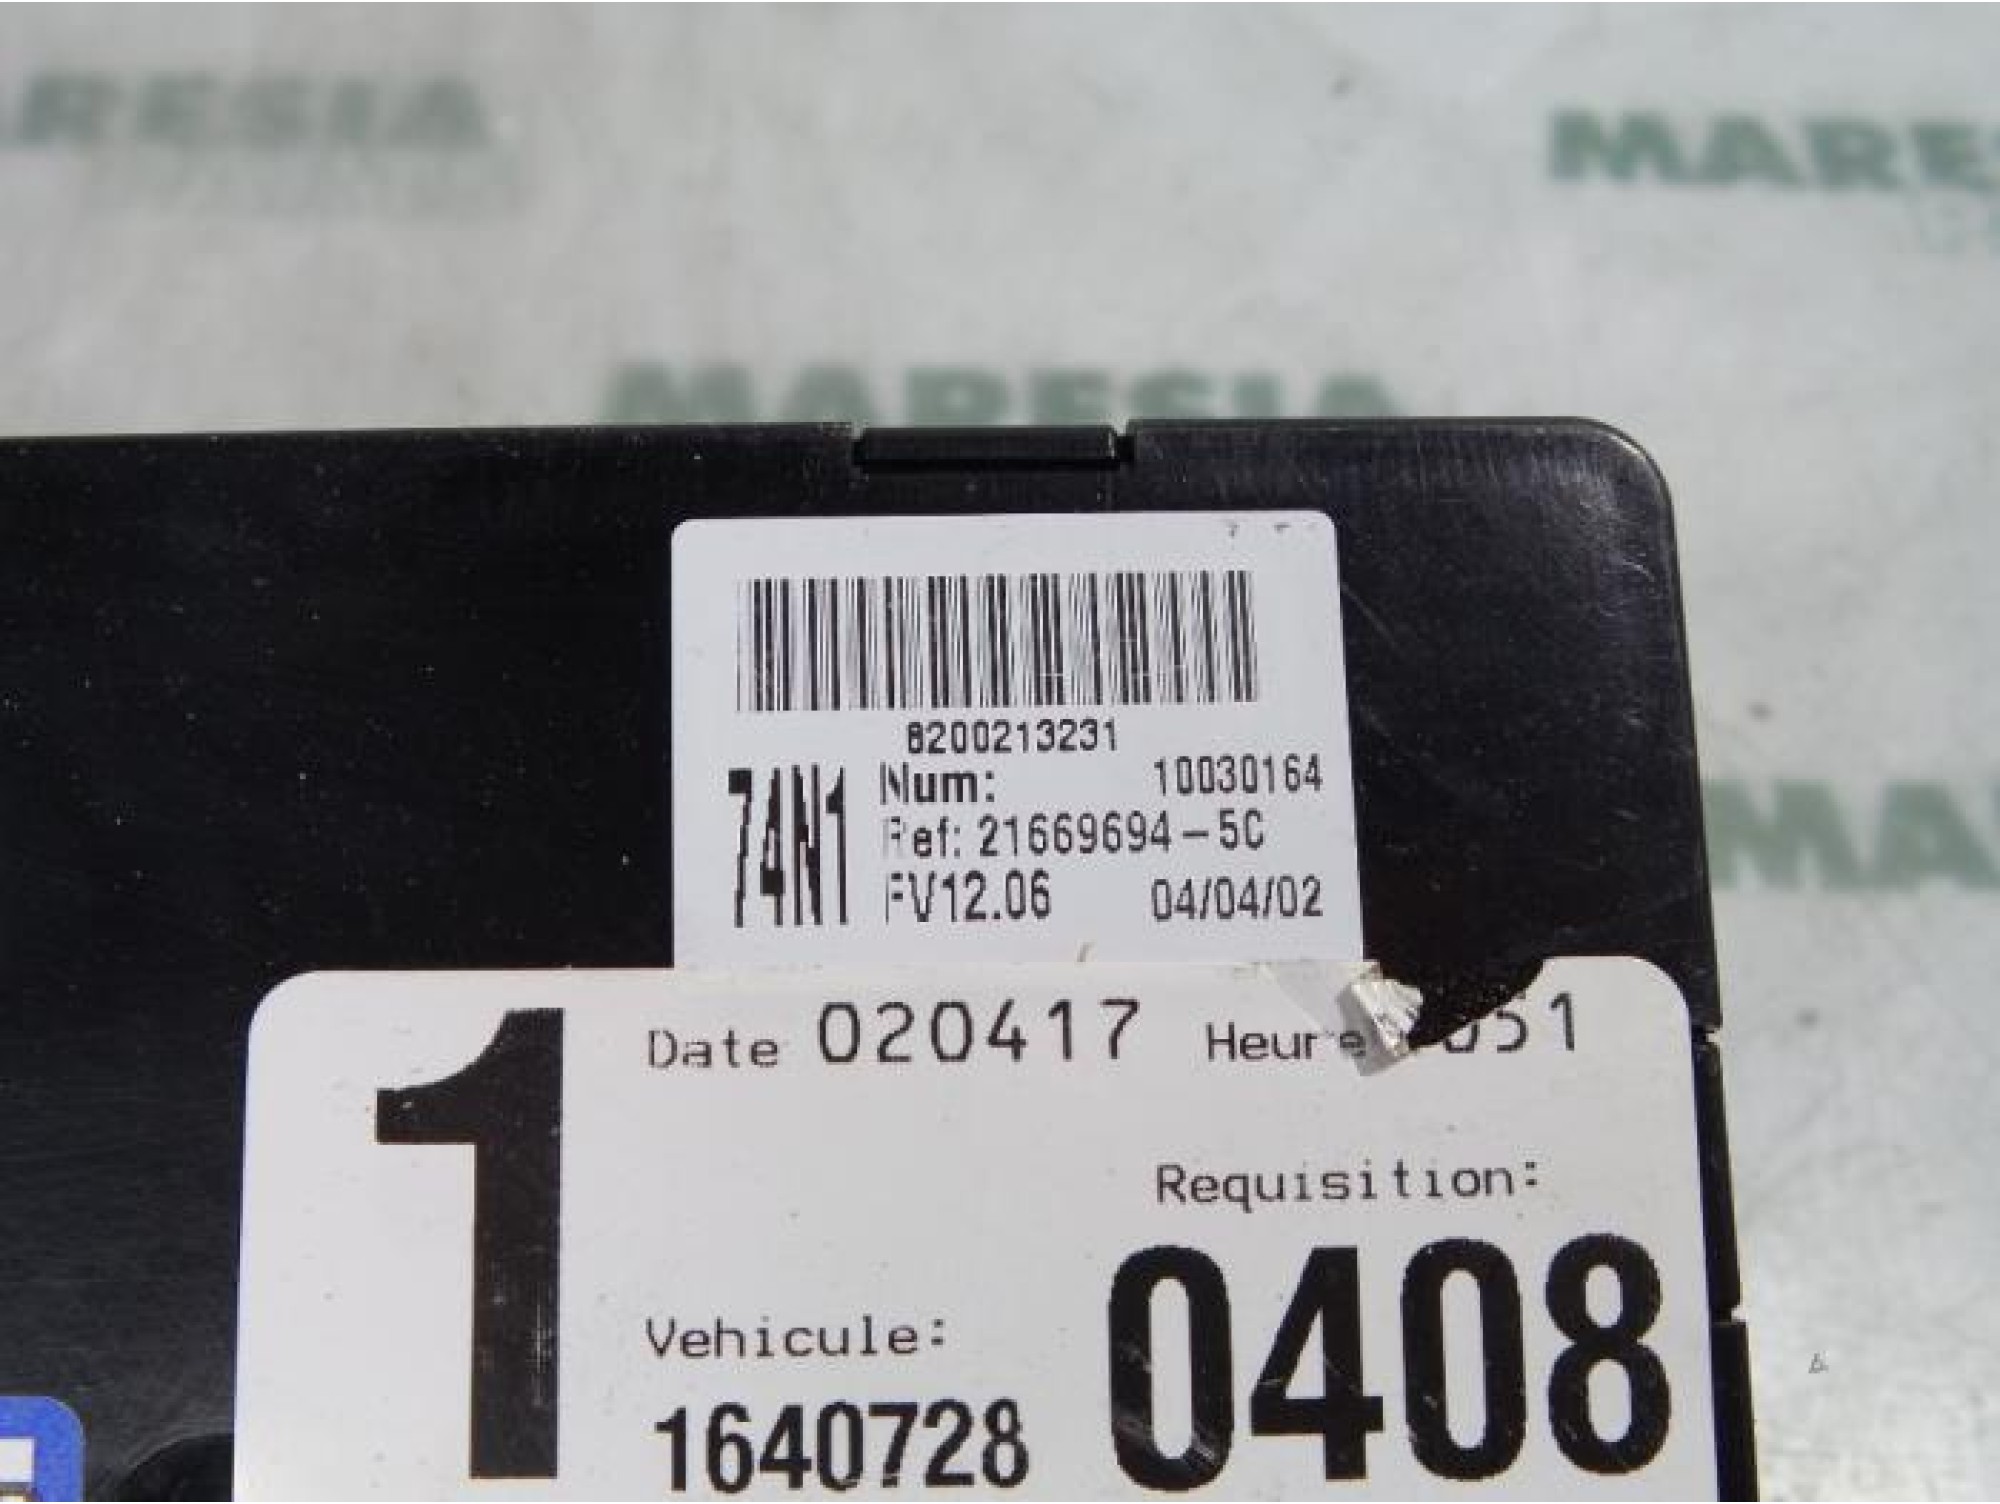 MARESIA
8200213231
74N1
Num: 10030164
Ref: 21669694-5C
FV12.06 04/04/02
1
Date 020417 Heure
Requisition:
Vehicule:
0408
1640728